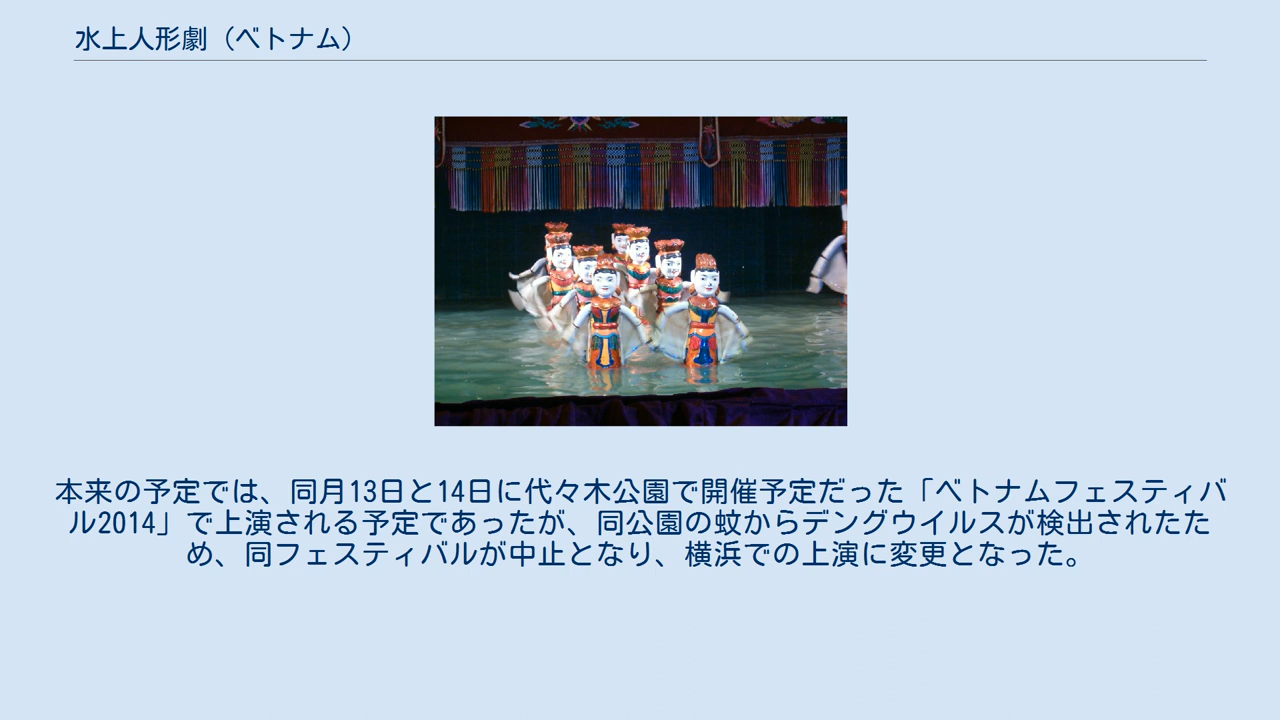 水上人形劇（ベトナム）
本来の予定では、同月13日と14日に代々木公園で開催予定だった「ベトナムフェスティバ
ル2014」で上演される予定であったが、同公園の蚊からデングウイルスが検出されたた
め、同フェスティバルが中止となり、横浜での上演に変更となった。